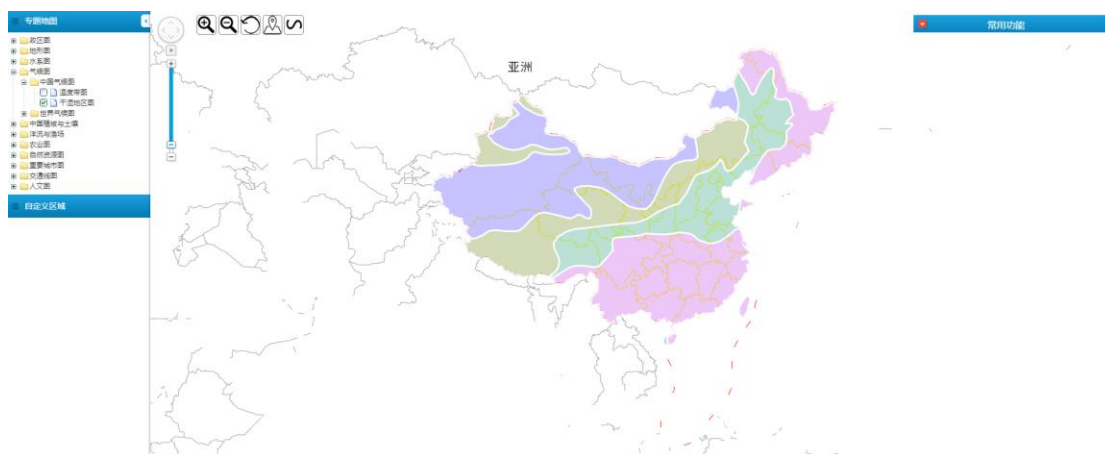 专题地图
政区图
地形图
水系图
气候图
中国气候图
温度带图
干湿地区图
世界气候图
中国植被与土壤
洋流与渔场
农业图
自然资源图
重要城市图
交通线图
人文图
自定义区域
亚洲
常用功能